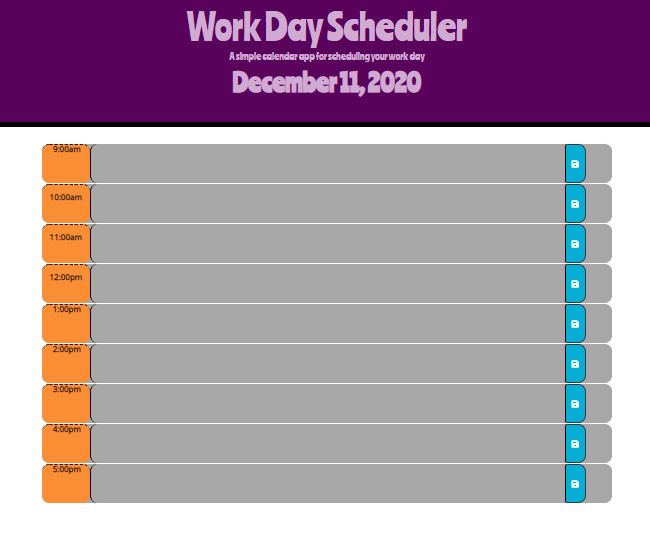 Work Day Scheduler
A simple calendar app for scheduling your work day
December 11, 2020
9:00am
10:00am
11:00am
12:00pm
1:00pm
2:00pm
3:00pm
4:00pm
5:00pm